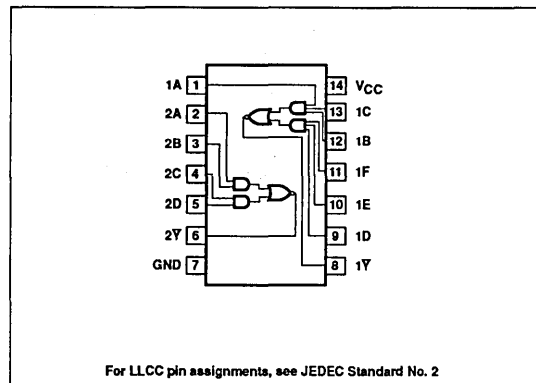 1A 1 14 VCC
2A 2 13 1C
2B 3 12 1B
2C 4 11 1F
2D 5 10 1E
2Y̅ 6 9 1D
GND 7 8 1Y̅
For LLCC pin assignments, see JEDEC Standard No. 2